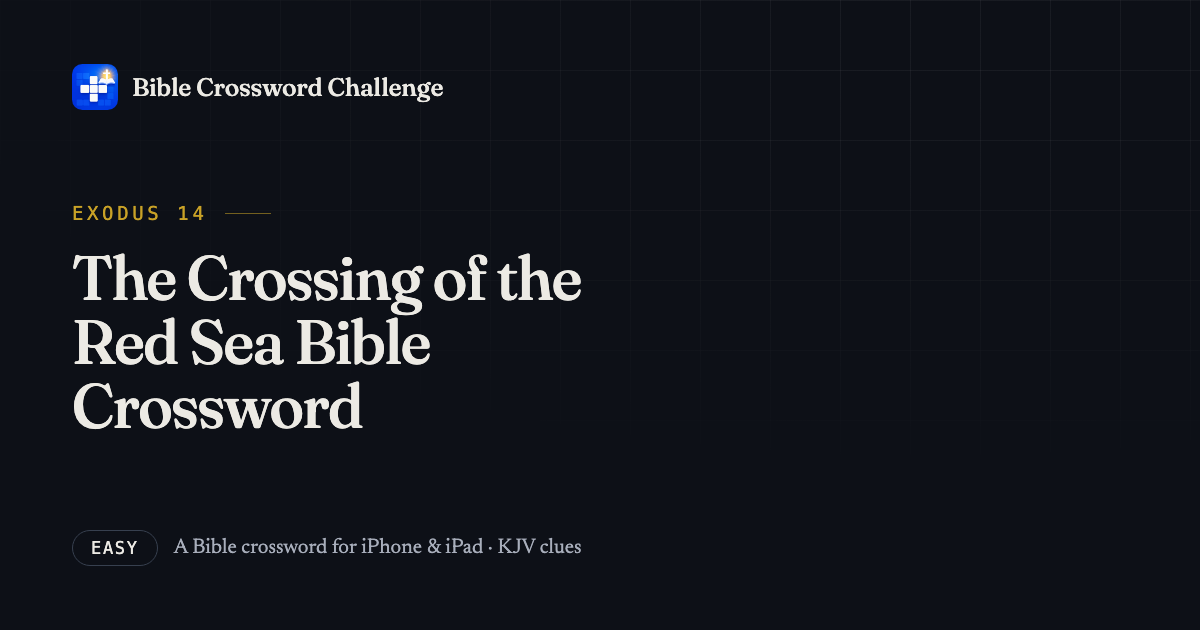 Bible Crossword Challenge
EXODUS 14
The Crossing of the
Red Sea Bible
Crossword
EASY
A Bible crossword for iPhone & iPad · KJV clues